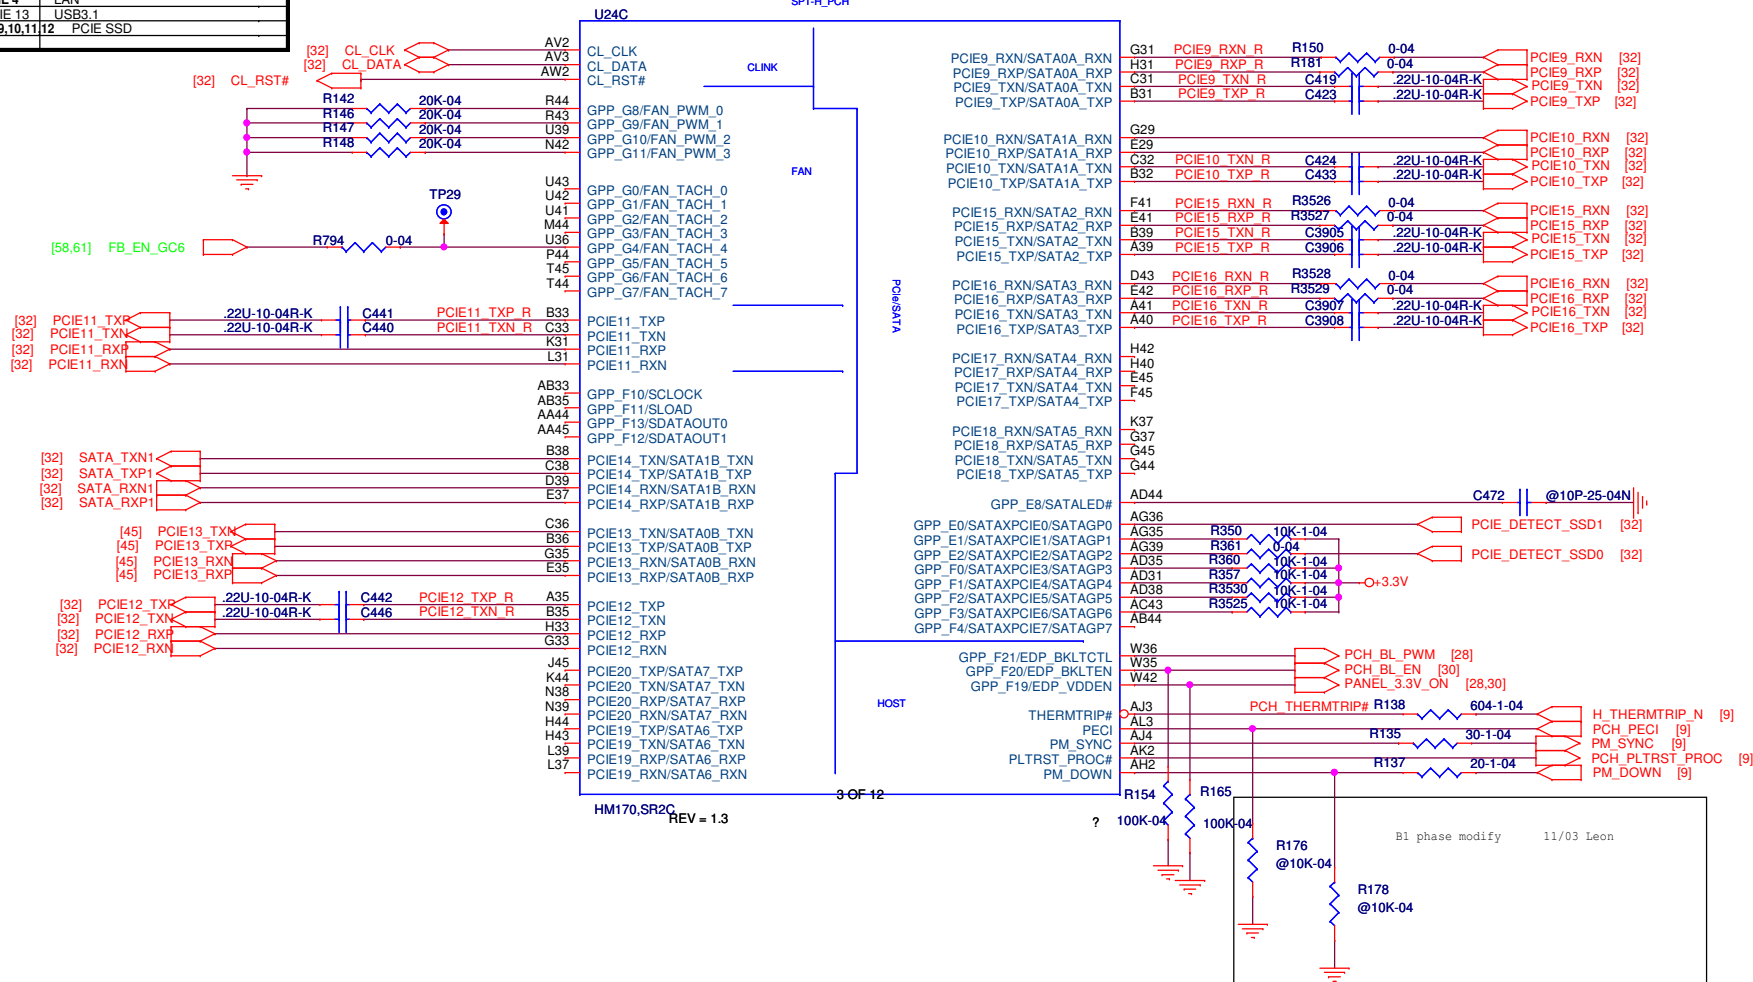 LAN
IE 13 USB3.1
9,10,11,12 PCIE SSD
U24C
SPT-H_PCH
[32] CL_CLK AV2 CL_CLK
[32] CL_DATA AV3 CL_DATA
[32] CL_RST# AW2 CL_RST#
CLINK
R142 20K-04 R44 GPP_G8/FAN_PWM_0
R146 20K-04 R43 GPP_G9/FAN_PWM_1
R147 20K-04 U39 GPP_G10/FAN_PWM_2
R148 20K-04 N42 GPP_G11/FAN_PWM_3
FAN
U43 GPP_G0/FAN_TACH_0
U42 GPP_G1/FAN_TACH_1
U41 GPP_G2/FAN_TACH_2
M44 GPP_G3/FAN_TACH_3
TP29
[58,61] FB_EN_GC6 R794 0-04 U36 GPP_G4/FAN_TACH_4
P44 GPP_G5/FAN_TACH_5
T45 GPP_G6/FAN_TACH_6
T44 GPP_G7/FAN_TACH_7
[32] PCIE11_TXP .22U-10-04R-K C441 PCIE11_TXP_R B33 PCIE11_TXP
[32] PCIE11_TXN .22U-10-04R-K C440 PCIE11_TXN_R C33 PCIE11_TXN
[32] PCIE11_RXP K31 PCIE11_RXP
[32] PCIE11_RXN L31 PCIE11_RXN
PCIe/SATA
AB33 GPP_F10/SCLOCK
AB35 GPP_F11/SLOAD
AA44 GPP_F13/SDATAOUT0
AA45 GPP_F12/SDATAOUT1
[32] SATA_TXN1 B38 PCIE14_TXN/SATA1B_TXN
[32] SATA_TXP1 C38 PCIE14_TXP/SATA1B_TXP
[32] SATA_RXN1 D39 PCIE14_RXN/SATA1B_RXN
[32] SATA_RXP1 E37 PCIE14_RXP/SATA1B_RXP
[45] PCIE13_TXN C36 PCIE13_TXN/SATA0B_TXN
[45] PCIE13_TXP B36 PCIE13_TXP/SATA0B_TXP
[45] PCIE13_RXN G35 PCIE13_RXN/SATA0B_RXN
[45] PCIE13_RXP E35 PCIE13_RXP/SATA0B_RXP
[32] PCIE12_TXP .22U-10-04R-K C442 PCIE12_TXP_R A35 PCIE12_TXP
[32] PCIE12_TXN .22U-10-04R-K C446 PCIE12_TXN_R B35 PCIE12_TXN
[32] PCIE12_RXP H33 PCIE12_RXP
[32] PCIE12_RXN G33 PCIE12_RXN
J45 PCIE20_TXP/SATA7_TXP
K44 PCIE20_TXN/SATA7_TXN
N38 PCIE20_RXP/SATA7_RXP
N39 PCIE20_RXN/SATA7_RXN
H44 PCIE19_TXP/SATA6_TXP
H43 PCIE19_TXN/SATA6_TXN
L39 PCIE19_RXP/SATA6_RXP
L37 PCIE19_RXN/SATA6_RXN
HOST
PCIE9_RXN/SATA0A_RXN G31 PCIE9_RXN_R R150 0-04 PCIE9_RXN [32]
PCIE9_RXP/SATA0A_RXP H31 PCIE9_RXP_R R181 0-04 PCIE9_RXP [32]
PCIE9_TXN/SATA0A_TXN C31 PCIE9_TXN_R C419 .22U-10-04R-K PCIE9_TXN [32]
PCIE9_TXP/SATA0A_TXP B31 PCIE9_TXP_R C423 .22U-10-04R-K PCIE9_TXP [32]
PCIE10_RXN/SATA1A_RXN G29 PCIE10_RXN [32]
PCIE10_RXP/SATA1A_RXP E29 PCIE10_RXP [32]
PCIE10_TXN/SATA1A_TXN C32 PCIE10_TXN_R C424 .22U-10-04R-K PCIE10_TXN [32]
PCIE10_TXP/SATA1A_TXP B32 PCIE10_TXP_R C433 .22U-10-04R-K PCIE10_TXP [32]
PCIE15_RXN/SATA2_RXN F41 PCIE15_RXN_R R3526 0-04 PCIE15_RXN [32]
PCIE15_RXP/SATA2_RXP E41 PCIE15_RXP_R R3527 0-04 PCIE15_RXP [32]
PCIE15_TXN/SATA2_TXN B39 PCIE15_TXN_R C3905 .22U-10-04R-K PCIE15_TXN [32]
PCIE15_TXP/SATA2_TXP A39 PCIE15_TXP_R C3906 .22U-10-04R-K PCIE15_TXP [32]
PCIE16_RXN/SATA3_RXN D43 PCIE16_RXN_R R3528 0-04 PCIE16_RXN [32]
PCIE16_RXP/SATA3_RXP E42 PCIE16_RXP_R R3529 0-04 PCIE16_RXP [32]
PCIE16_TXN/SATA3_TXN A41 PCIE16_TXN_R C3907 .22U-10-04R-K PCIE16_TXN [32]
PCIE16_TXP/SATA3_TXP A40 PCIE16_TXP_R C3908 .22U-10-04R-K PCIE16_TXP [32]
PCIE17_RXN/SATA4_RXN H42
PCIE17_RXP/SATA4_RXP H40
PCIE17_TXN/SATA4_TXN E45
PCIE17_TXP/SATA4_TXP F45
PCIE18_RXN/SATA5_RXN K37
PCIE18_RXP/SATA5_RXP G37
PCIE18_TXN/SATA5_TXN G45
PCIE18_TXP/SATA5_TXP G44
GPP_E8/SATALED# AD44 C472 @10P-25-04N
GPP_E0/SATAXPCIE0/SATAGP0 AG36 PCIE_DETECT_SSD1 [32]
GPP_E1/SATAXPCIE1/SATAGP1 AG35 R350 10K-1-04
GPP_E2/SATAXPCIE2/SATAGP2 AG39 R361 0-04 PCIE_DETECT_SSD0 [32]
GPP_F0/SATAXPCIE3/SATAGP3 AD35 R360 10K-1-04
GPP_F1/SATAXPCIE4/SATAGP4 AD31 R357 10K-1-04 +3.3V
GPP_F2/SATAXPCIE5/SATAGP5 AD38 R3530 10K-1-04
GPP_F3/SATAXPCIE6/SATAGP6 AC43 R3525 10K-1-04
GPP_F4/SATAXPCIE7/SATAGP7 AB44
GPP_F21/EDP_BKLTCTL W36 PCH_BL_PWM [28]
GPP_F20/EDP_BKLTEN W35 PCH_BL_EN [30]
GPP_F19/EDP_VDDEN W42 PANEL_3.3V_ON [28,30]
THERMTRIP# AJ3 PCH_THERMTRIP# R138 604-1-04 H_THERMTRIP_N [9]
PECI AL3 PCH_PECI [9]
PM_SYNC AJ4 R135 30-1-04 PM_SYNC [9]
PLTRST_PROC# AK2 PCH_PLTRST_PROC [9]
PM_DOWN AH2 R137 20-1-04 PM_DOWN [9]
HM170,SR2C
REV = 1.3
3 OF 12
?
R154
100K-04
R165
100K-04
R176
@10K-04
R178
@10K-04
B1 phase modify 11/03 Leon